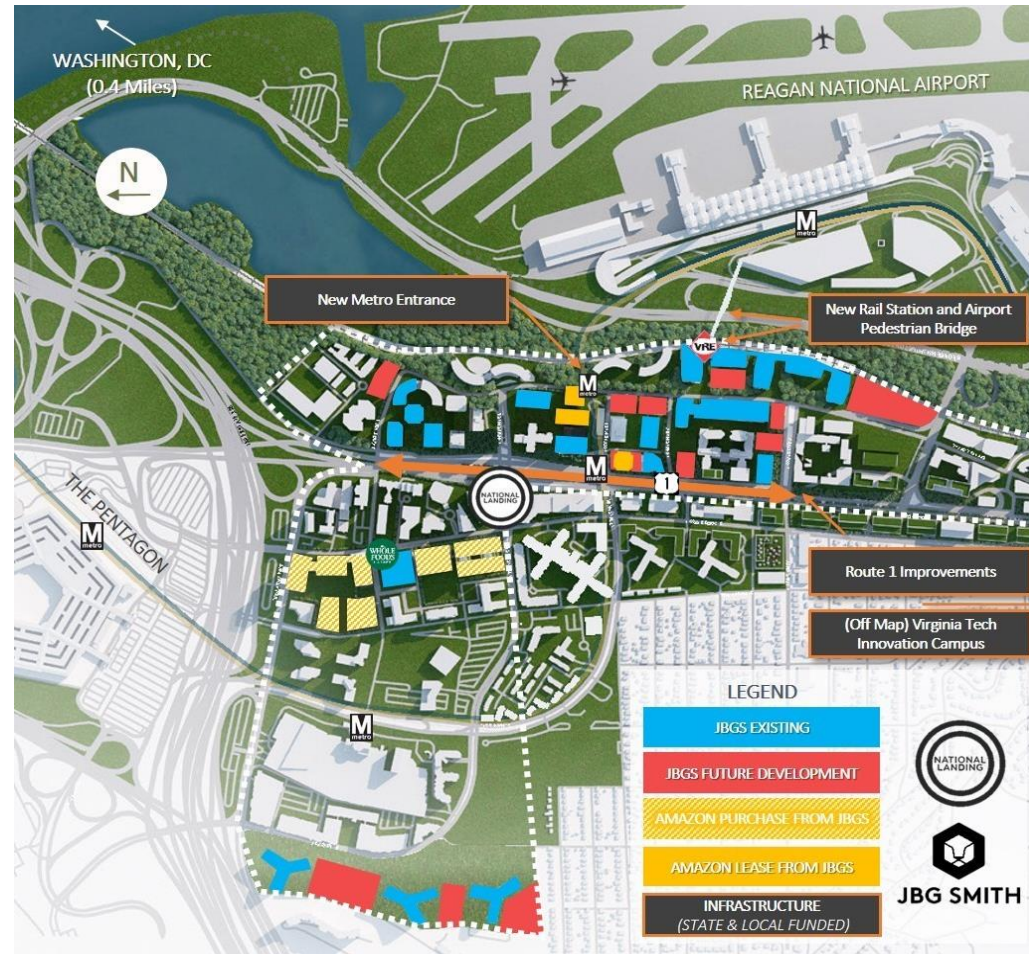 WASHINGTON, DC
(0.4 Miles)
REAGAN NATIONAL AIRPORT
N
M
metro
New Metro Entrance
New Rail Station and Airport
Pedestrian Bridge
VRE
M
metro
M
metro
1
NATIONAL
LANDING
THE PENTAGON
M
metro
WHOLE
FOODS
Route 1 Improvements
(Off Map) Virginia Tech
Innovation Campus
M
metro
LEGEND
JBGS EXISTING
JBGS FUTURE DEVELOPMENT
AMAZON PURCHASE FROM JBGS
AMAZON LEASE FROM JBGS
INFRASTRUCTURE
(STATE & LOCAL FUNDED)
NATIONAL
LANDING
JBG SMITH